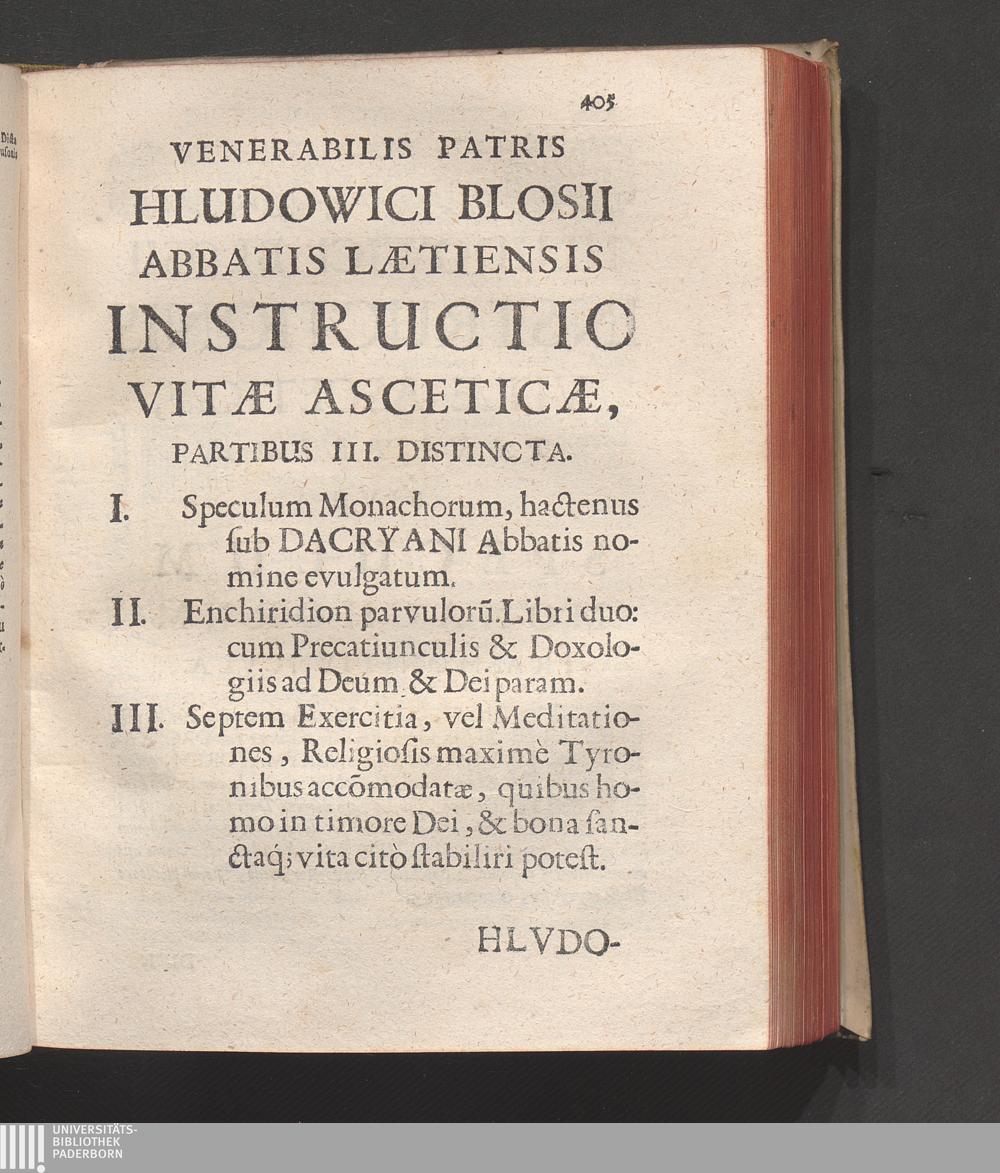 405
VENERABILIS PATRIS
HLUDOWICI BLOSII
ABBATIS LÆTIENSIS
INSTRUCTIO
VITÆ ASCETICÆ,
PARTIBUS III. DISTINCTA.
I. Speculum Monachorum, hactenus
ſub DACRYANI Abbatis no-
mine evulgatum.
II. Enchiridion parvulorũ. Libri duo:
cum Precatiunculis & Doxolo-
giis ad Deum & Deiparam.
III. Septem Exercitia, vel Meditatio-
nes, Religioſis maximè Tyro-
nibus accõmodatæ, quibus ho-
mo in timore Dei, & bona ſan-
ctaq́; vita citò ſtabiliri poteſt.
HLVDO-
UNIVERSITÄTS-
BIBLIOTHEK
PADERBORN